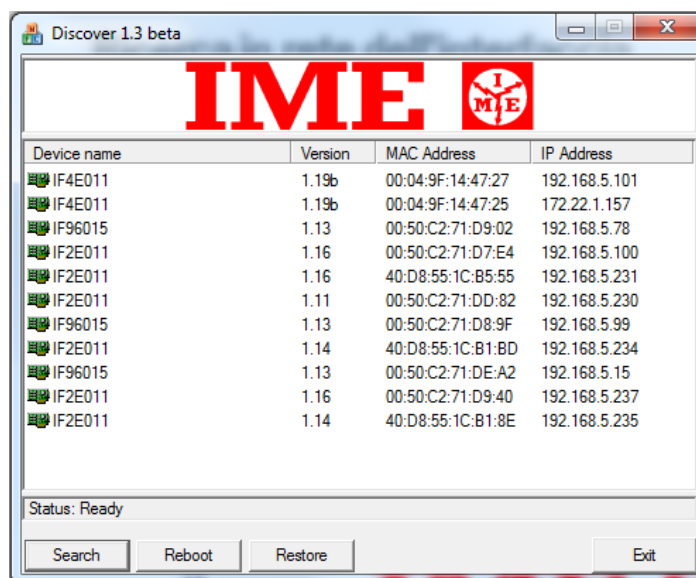 Discover 1.3 beta
IME
I M E
Device name Version MAC Address IP Address
IF4E011 1.19b 00:04:9F:14:47:27 192.168.5.101
IF4E011 1.19b 00:04:9F:14:47:25 172.22.1.157
IF96015 1.13 00:50:C2:71:D9:02 192.168.5.78
IF2E011 1.16 00:50:C2:71:D7:E4 192.168.5.100
IF2E011 1.16 40:D8:55:1C:B5:55 192.168.5.231
IF2E011 1.11 00:50:C2:71:DD:82 192.168.5.230
IF96015 1.13 00:50:C2:71:D8:9F 192.168.5.99
IF2E011 1.14 40:D8:55:1C:B1:BD 192.168.5.234
IF96015 1.13 00:50:C2:71:DE:A2 192.168.5.15
IF2E011 1.16 00:50:C2:71:D9:40 192.168.5.237
IF2E011 1.14 40:D8:55:1C:B1:8E 192.168.5.235
Status: Ready
Search Reboot Restore Exit